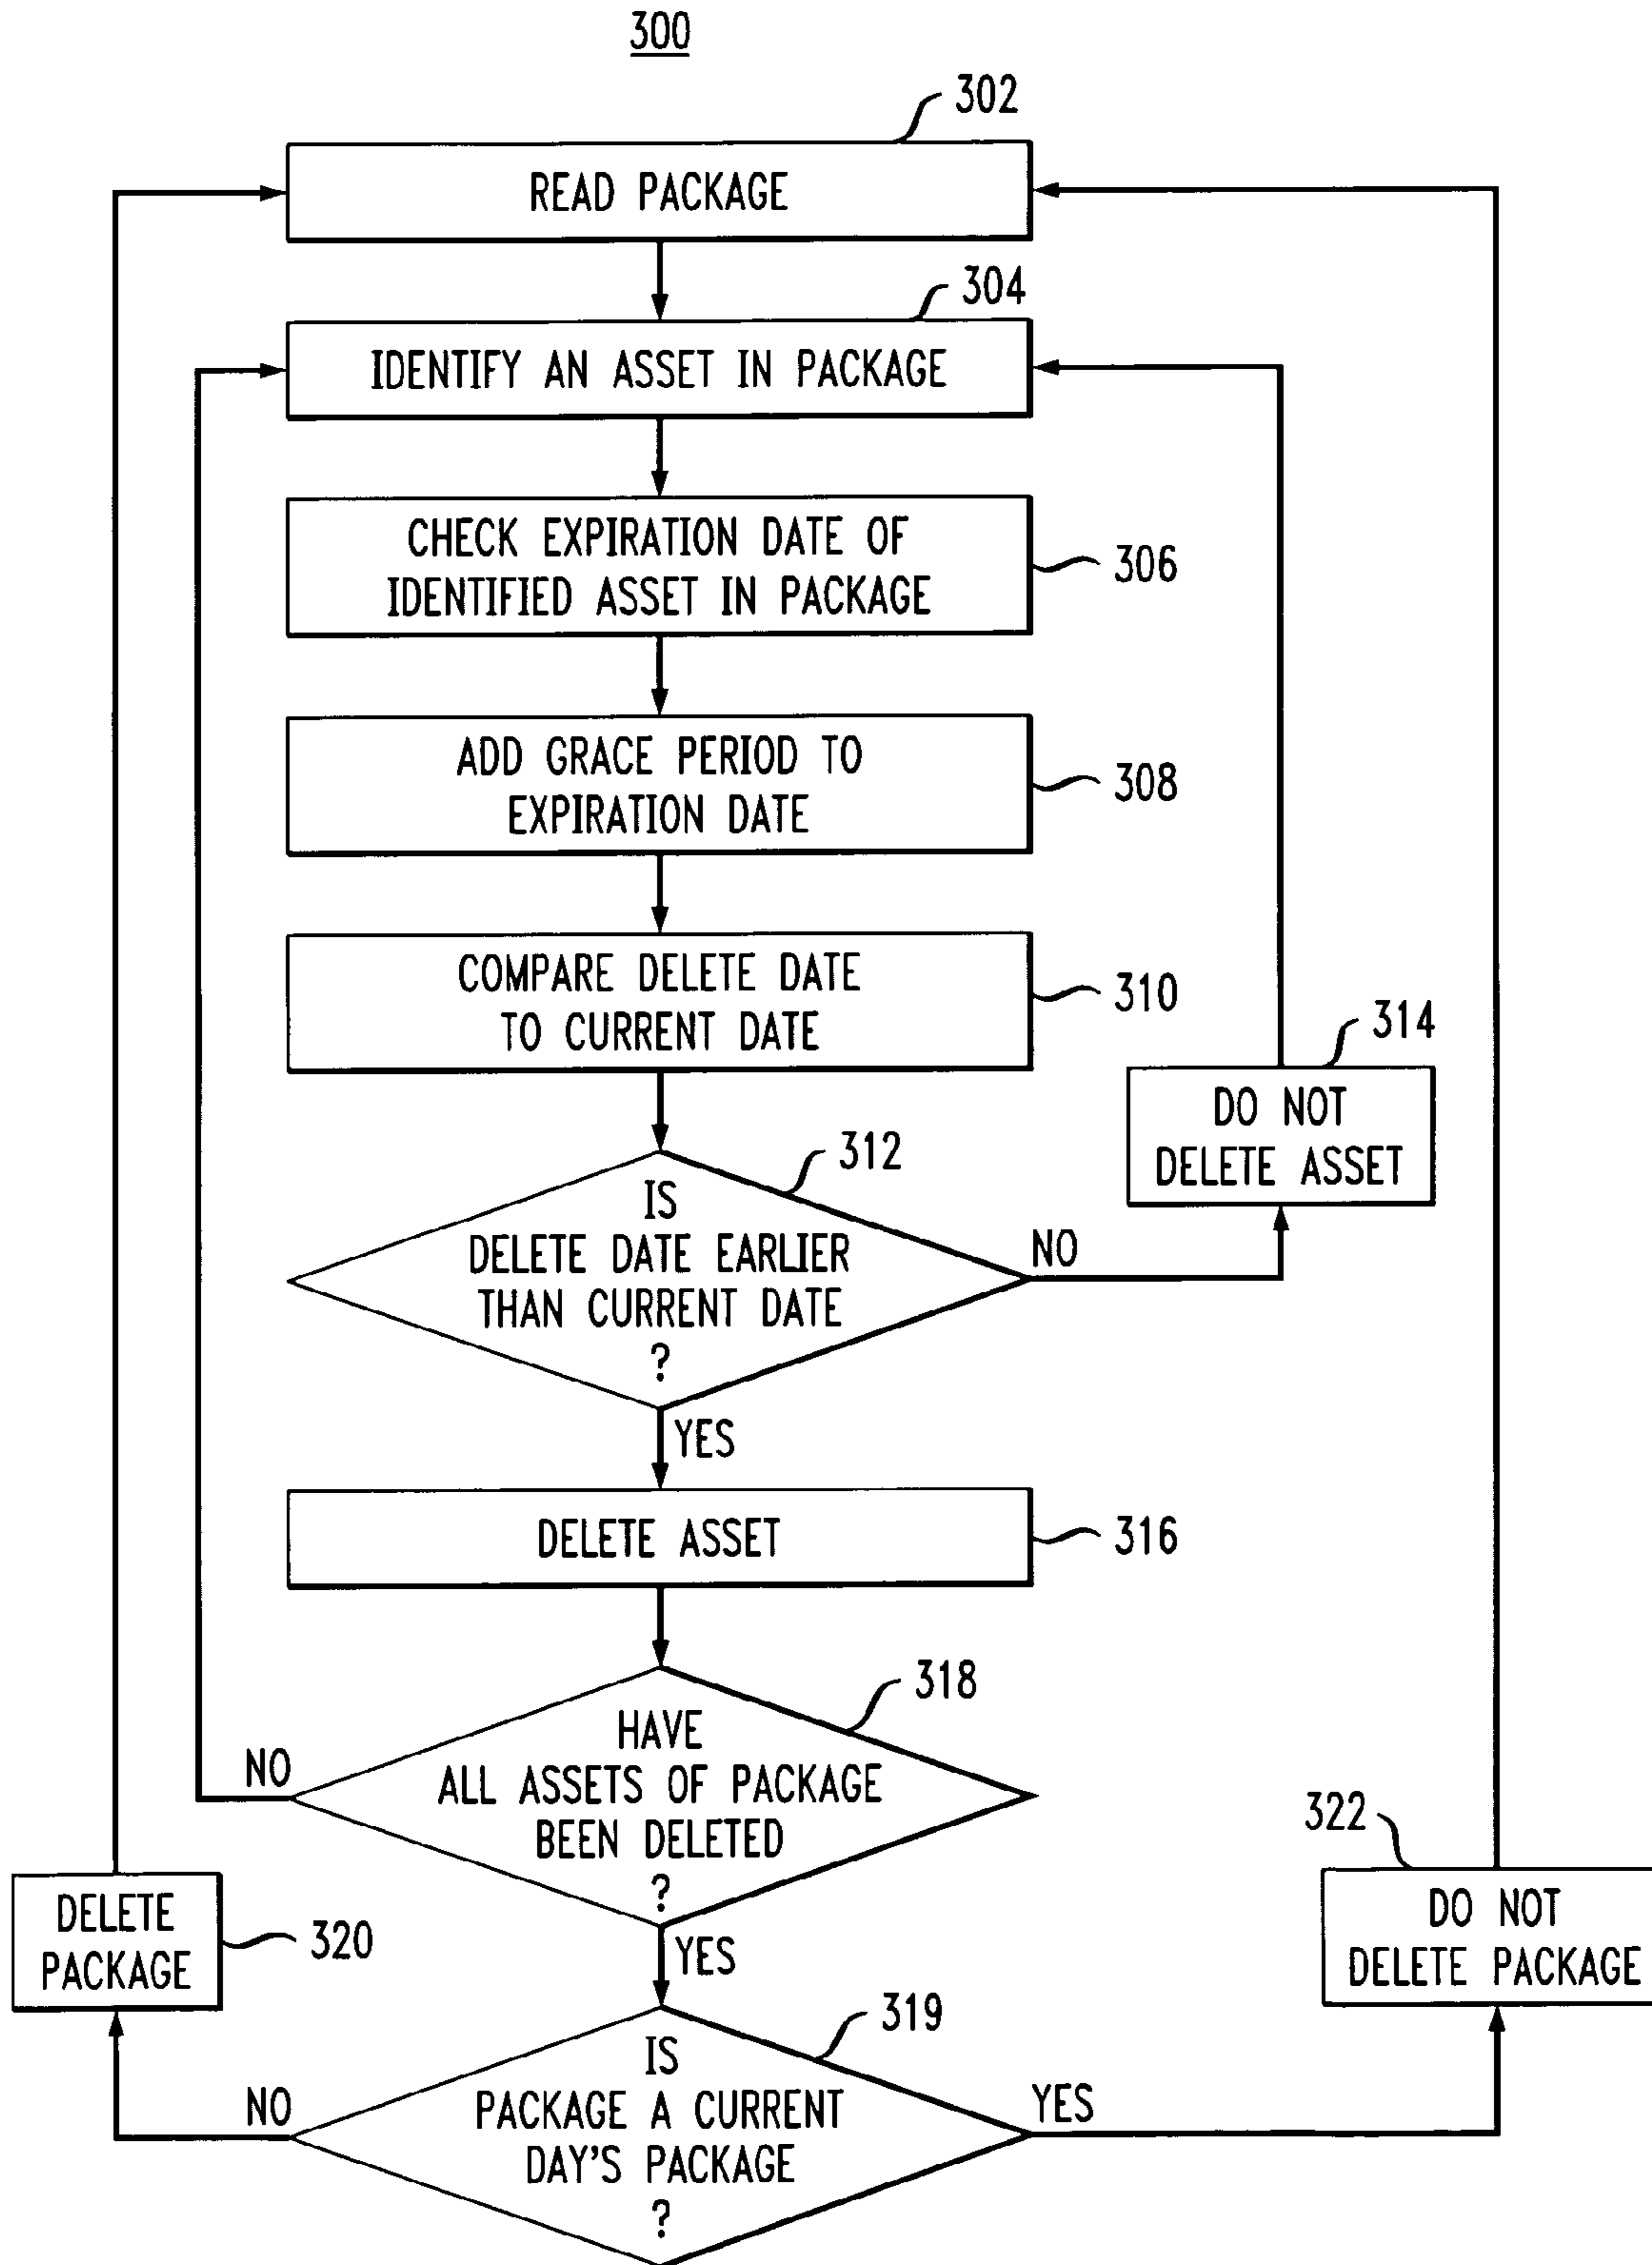 300
302
READ PACKAGE
304
IDENTIFY AN ASSET IN PACKAGE
CHECK EXPIRATION DATE OF
IDENTIFIED ASSET IN PACKAGE
306
ADD GRACE PERIOD TO
EXPIRATION DATE
308
COMPARE DELETE DATE
TO CURRENT DATE
310
314
DO NOT
DELETE ASSET
312
IS
DELETE DATE EARLIER
THAN CURRENT DATE
?
NO
YES
DELETE ASSET
316
318
HAVE
ALL ASSETS OF PACKAGE
BEEN DELETED
?
NO
YES
322
DO NOT
DELETE PACKAGE
DELETE
PACKAGE
320
319
IS
PACKAGE A CURRENT
DAY'S PACKAGE
?
NO
YES